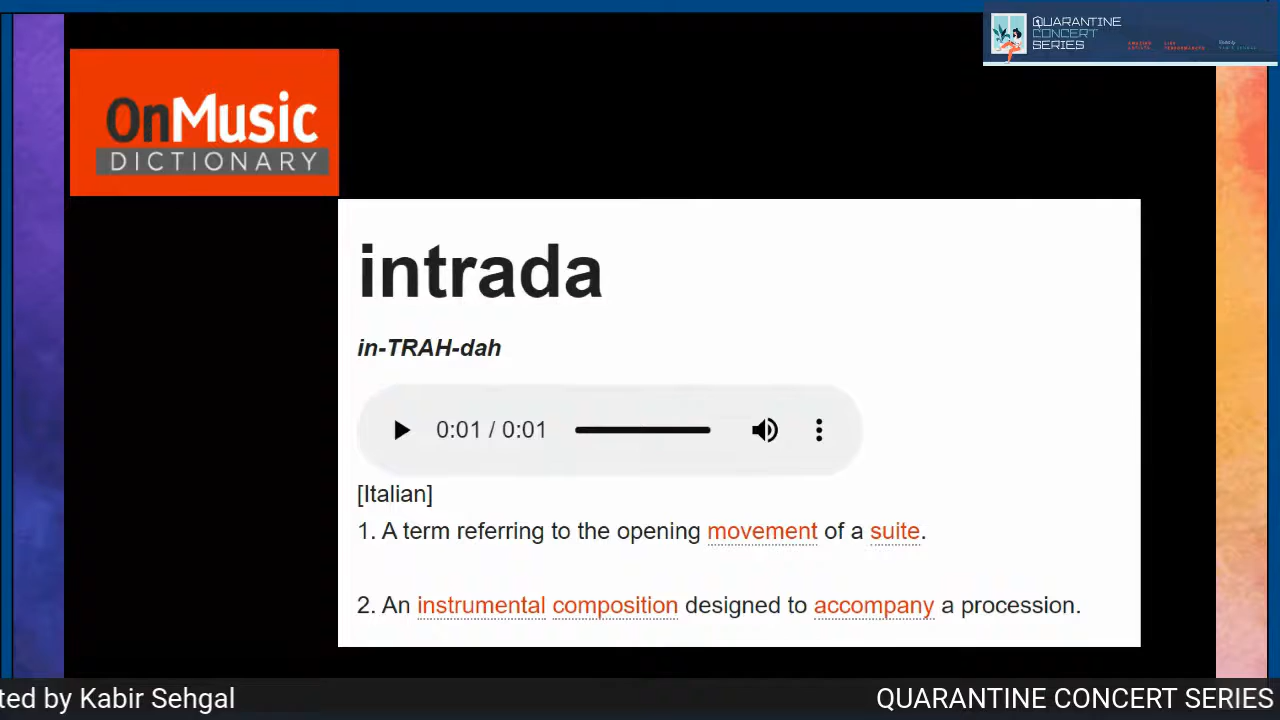 QUARANTINE
CONCERT
SERIES
OnMusic
DICTIONARY
intrada
in-TRAH-dah
0:01 / 0:01
[Italian]
1. A term referring to the opening movement of a suite.
2. An instrumental composition designed to accompany a procession.
ted by Kabir Sehgal
QUARANTINE CONCERT SERIES